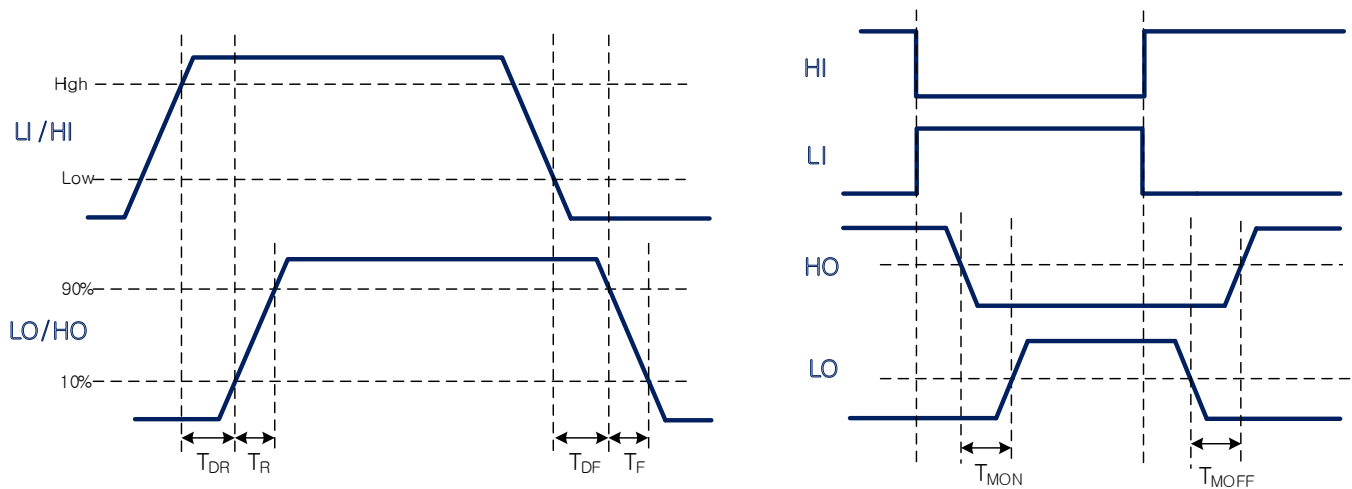 Hgh
LI /HI
Low
90%
LO/HO
10%
TDR
TR
TDF
TF
HI
LI
HO
LO
TMON
TMOFF